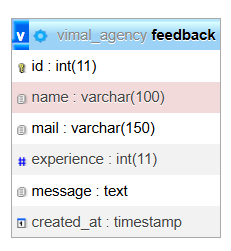 v vimal_agency feedback
id : int(11)
name : varchar(100)
mail : varchar(150)
# experience : int(11)
message : text
created_at : timestamp